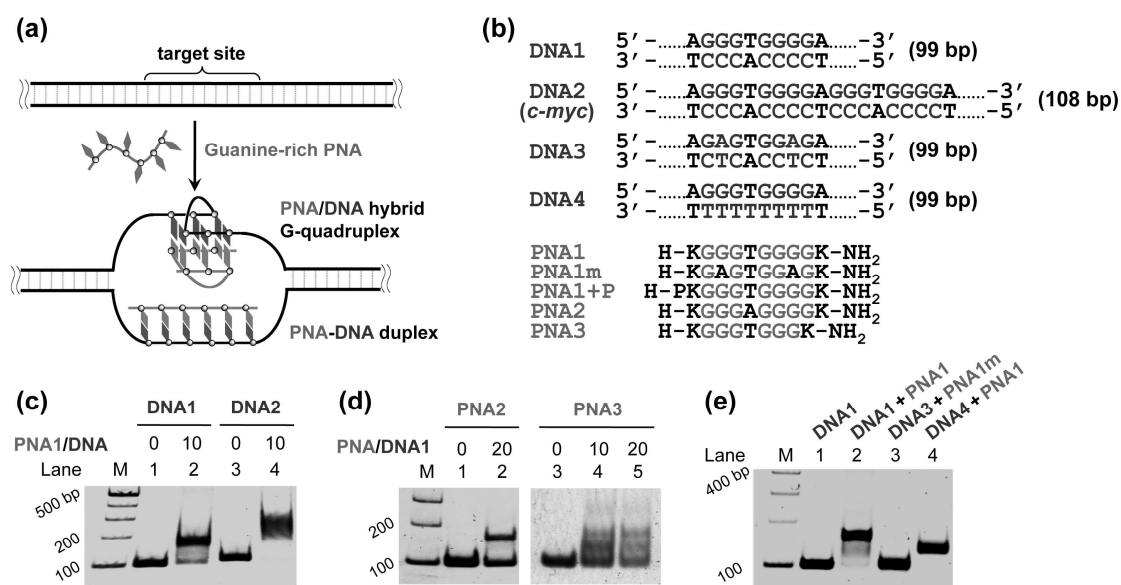 (a)
target site
Guanine-rich PNA
PNA/DNA hybrid
G-quadruplex
PNA-DNA duplex
(b)
DNA1 5′-……AGGGTGGGGA……-3′ (99 bp)
3′-……TCCCACCCCT……-5′
DNA2 5′-……AGGGTGGGGAGGGTGGGGA……-3′ (108 bp)
(c-myc) 3′-……TCCCACCCCTCCCACCCCT……-5′
DNA3 5′-……AGAGTGGAGA……-3′ (99 bp)
3′-……TCTCACCTCT……-5′
DNA4 5′-……AGGGTGGGGA……-3′ (99 bp)
3′-……TTTTTTTTTT……-5′
PNA1 H-KGGGTGGGGK-NH2
PNA1m H-KGAGTGGAGK-NH2
PNA1+P H-PKGGGTGGGGK-NH2
PNA2 H-KGGGAGGGGK-NH2
PNA3 H-KGGGTGGGK-NH2
(c)
DNA1 DNA2
PNA1/DNA 0 10 0 10
Lane M 1 2 3 4
500 bp
200
100
(d)
PNA2 PNA3
PNA/DNA1 0 20 0 10 20
M 1 2 3 4 5
200
100
(e)
DNA1
DNA1+PNA1
DNA3+PNA1m
DNA4+PNA1
Lane M 1 2 3 4
400 bp
100